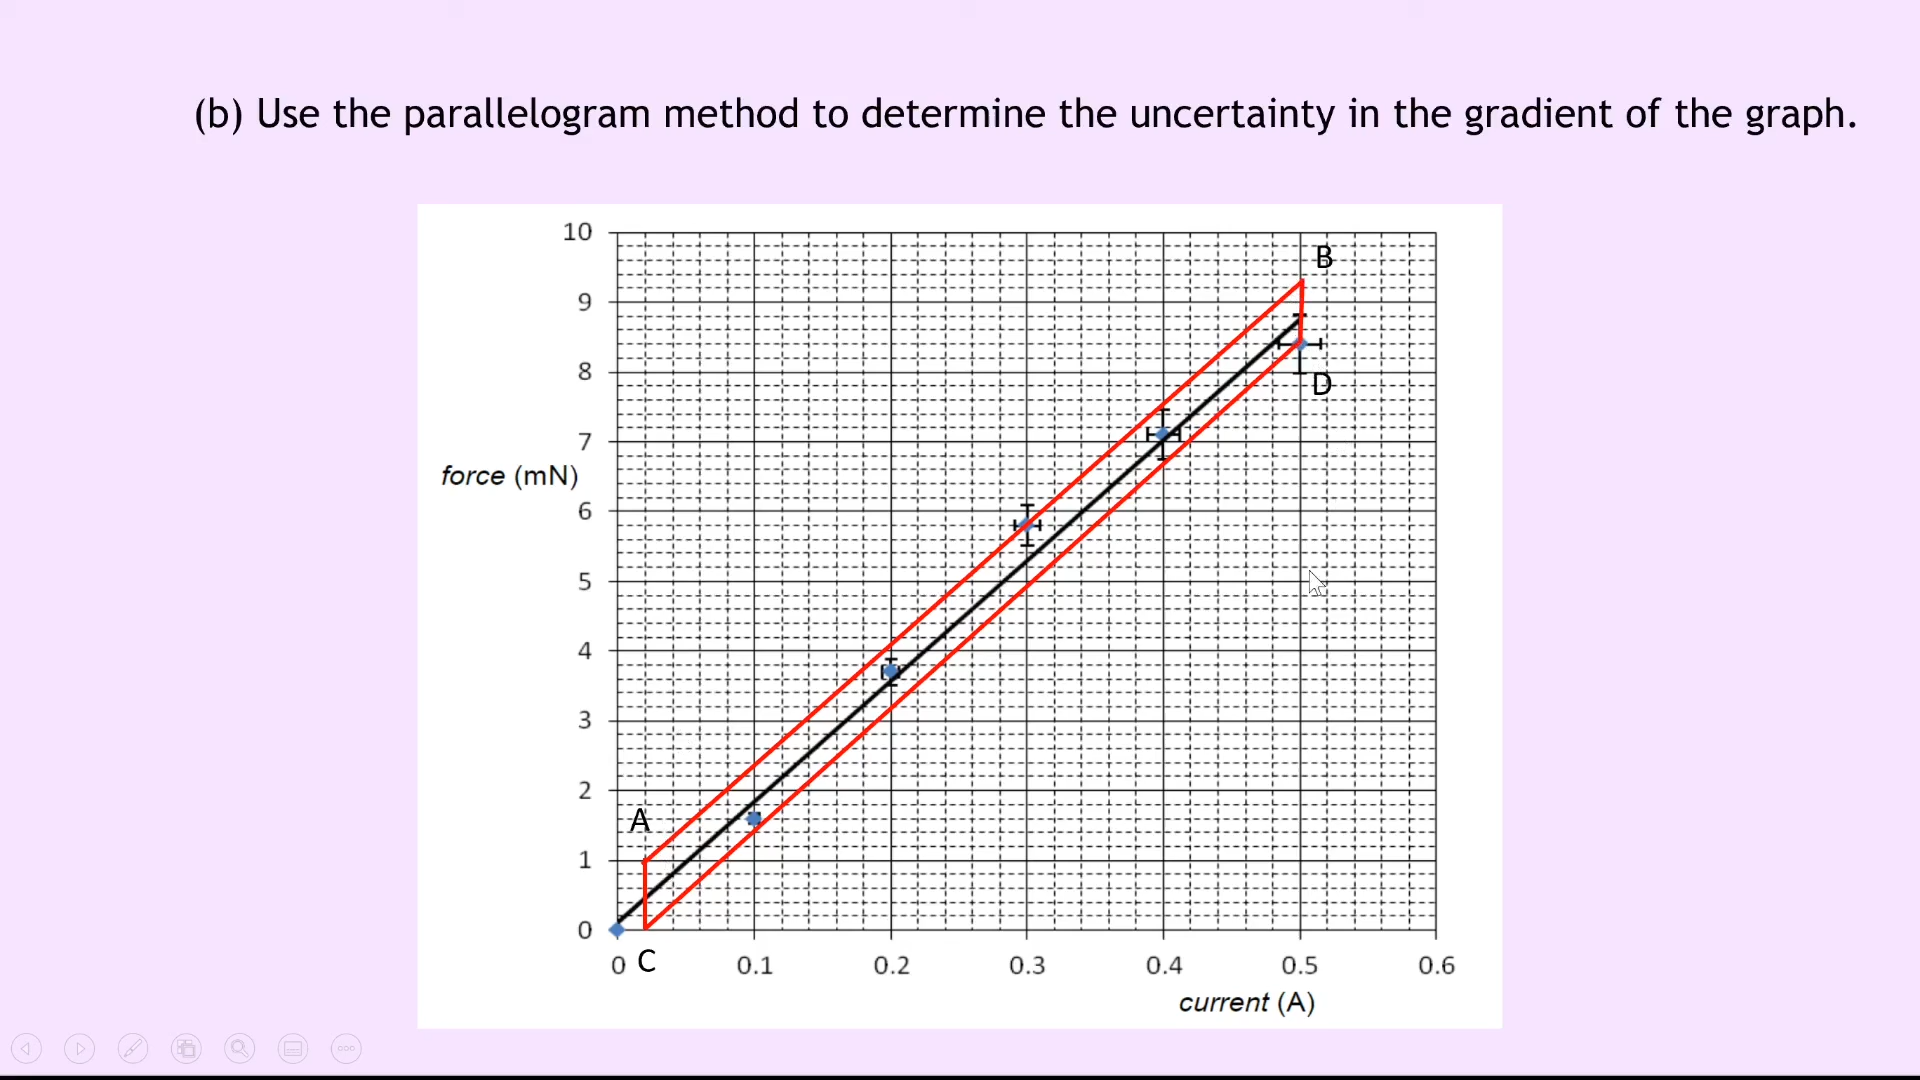 (b) Use the parallelogram method to determine the uncertainty in the gradient of the graph.
10
B
9
8
D
7
force (mN)
6
5
4
3
2
A
1
0
C
0 0.1 0.2 0.3 0.4 0.5 0.6
current (A)